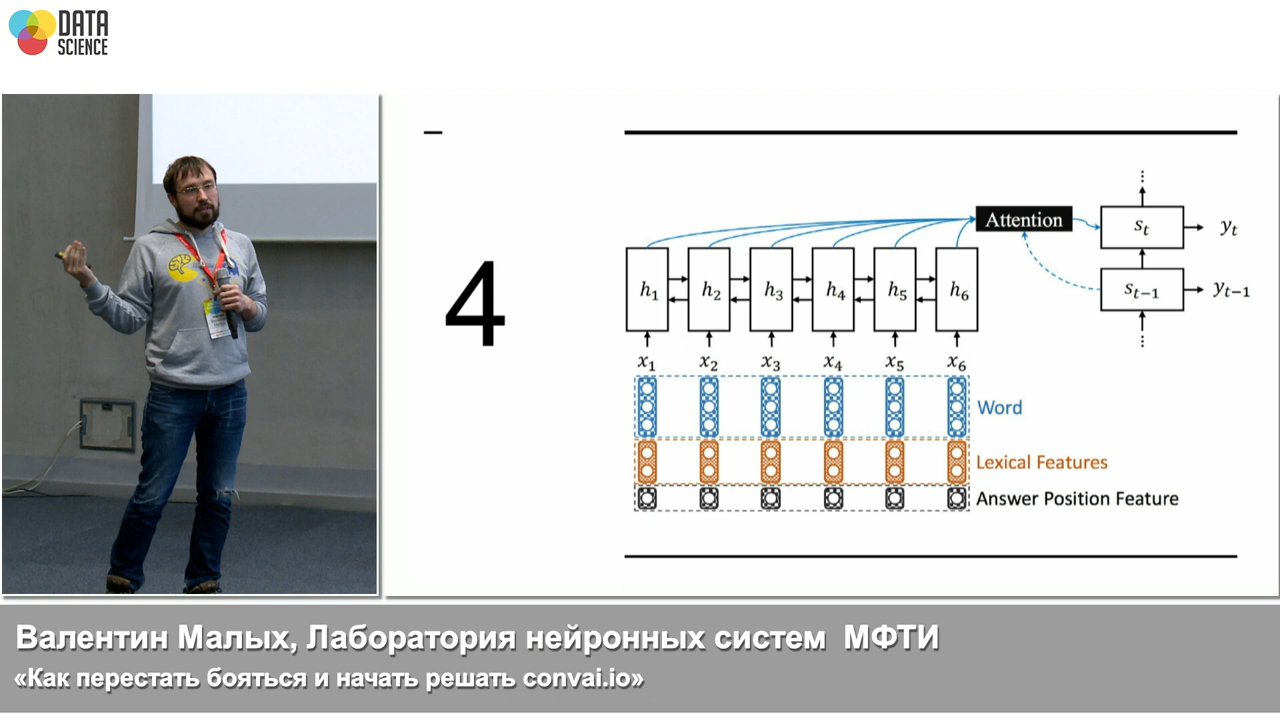 DATA
SCIENCE
4
Attention
s_t
y_t
s_{t−1}
y_{t−1}
h_1 h_2 h_3 h_4 h_5 h_6
x_1 x_2 x_3 x_4 x_5 x_6
Word
Lexical Features
Answer Position Feature
Валентин Малых, Лаборатория нейронных систем МФТИ
«Как перестать бояться и начать решать convai.io»